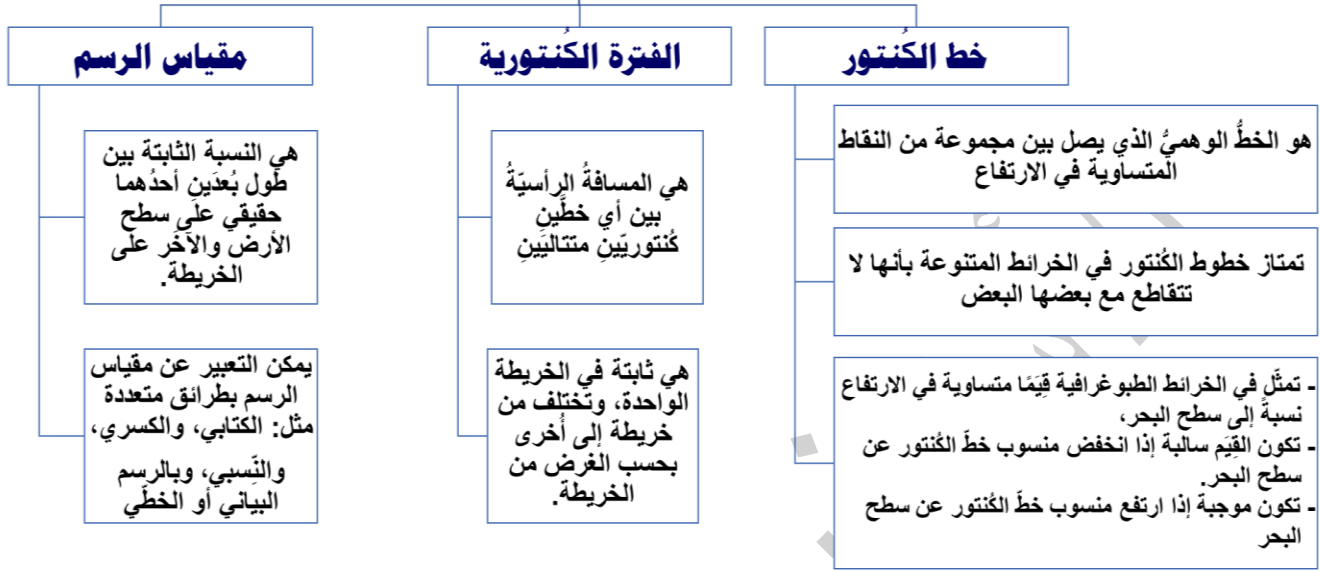 خط الكُنتور
هو الخطُّ الوهميُّ الذي يصل بين مجموعة من النقاط
المتساوية في الارتفاع
تمتاز خطوط الكُنتور في الخرائط المتنوعة بأنها لا
تتقاطع مع بعضها البعض
- تمثَّل في الخرائط الطبوغرافية قِيَمًا متساوية في الارتفاع
نسبةً إلى سطح البحر،
- تكون القِيَم سالبة إذا انخفض منسوب خطّ الكُنتور عن
سطح البحر.
- تكون موجبة إذا ارتفع منسوب خطّ الكُنتور عن سطح
البحر
الفترة الكُنتورية
هي المسافةُ الرأسيّةُ
بين أي خطَّينِ
كُنتوريّينِ متتاليَينِ
هي ثابتة في الخريطة
الواحدة، وتختلف من
خريطة إلى أُخرى
بحسب الغرض من
الخريطة.
مقياس الرسم
هي النسبة الثابتة بين
طول بُعدَينِ أحدُهما
حقيقي على سطح
الأرض والآخَر على
الخريطة.
يمكن التعبير عن مقياس
الرسم بطرائق متعددة
مثل: الكتابي، والكسري،
والنِّسبي، وبالرسم
البياني أو الخطّي